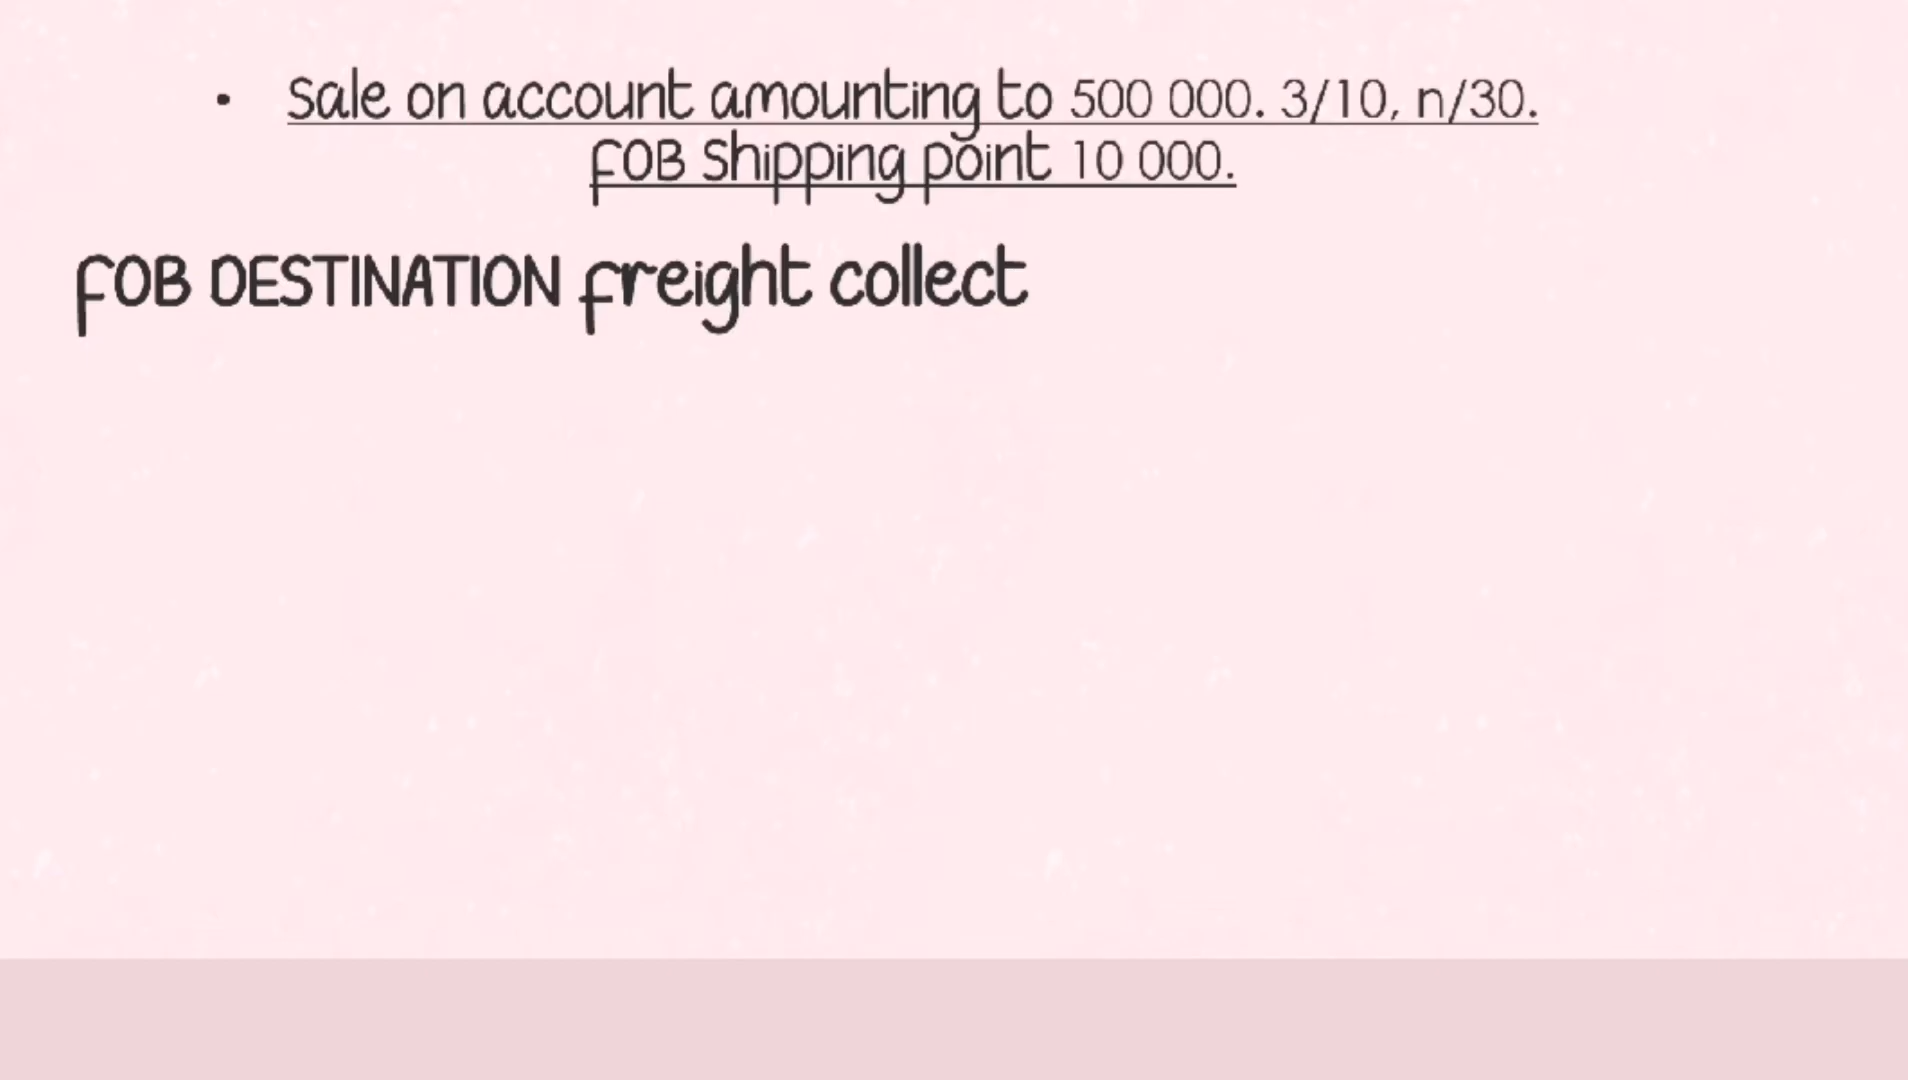 • Sale on account amounting to 500 000. 3/10, n/30.
FOB Shipping point 10 000.
FOB DESTINATION freight collect